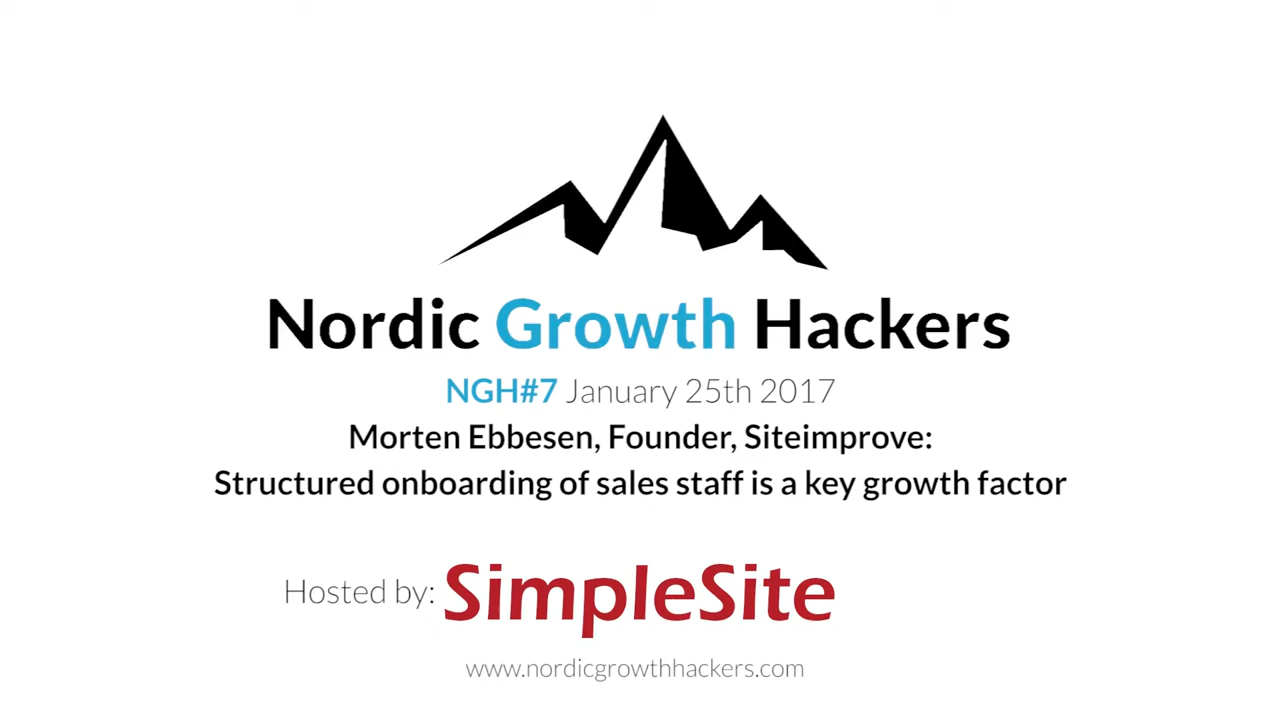 Nordic Growth Hackers
NGH#7 January 25th 2017
Morten Ebbesen, Founder, Siteimprove:
Structured onboarding of sales staff is a key growth factor
Hosted by: SimpleSite
www.nordicgrowthhackers.com